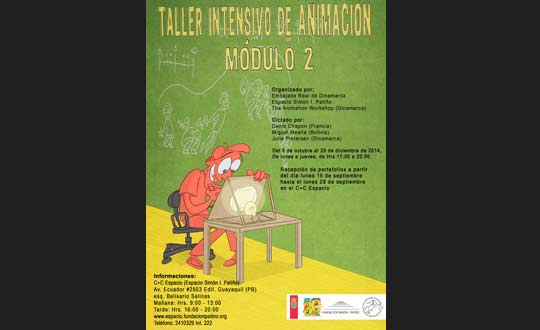 TALLER INTENSIVO DE ANIMACION
MÓDULO 2
Organizado por:
Embajada Real de Dinamarca
Espacio Simón I. Patiño.
The Animation Workshop (Dinamarca)
Dictado por:
Denis Chapon (Francia)
Miguel Mealla (Bolivia)
Julie Pietersen (Dinamarca)
Del 6 de octubre al 29 de diciembre de 2014,
De lunes a jueves, de Hrs.17:00 a 20:00.
Recepción de portafolios a partir
del día lunes 15 de septiembre
hasta el lunes 29 de septiembre
en el C+C Espacio
Informaciones:
C+C Espacio (Espacio Simón I. Patiño)
Av. Ecuador #2503 Edif. Guayaquil (PB)
esq. Belisario Salinas
Mañana: Hrs. 9:00 - 13:00
Tarde: Hrs. 16:00 - 20:00
www.espacio.fundacionpatino.org
Teléfono: 2410329 Int. 222